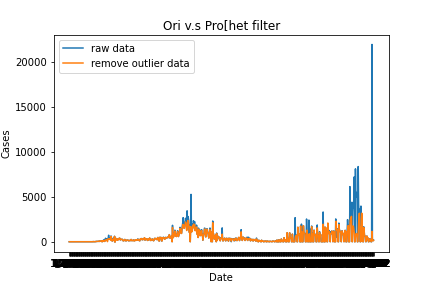 Ori v.s Pro[het filter
raw data
remove outlier data
20000
15000
10000
5000
0
Cases
Date